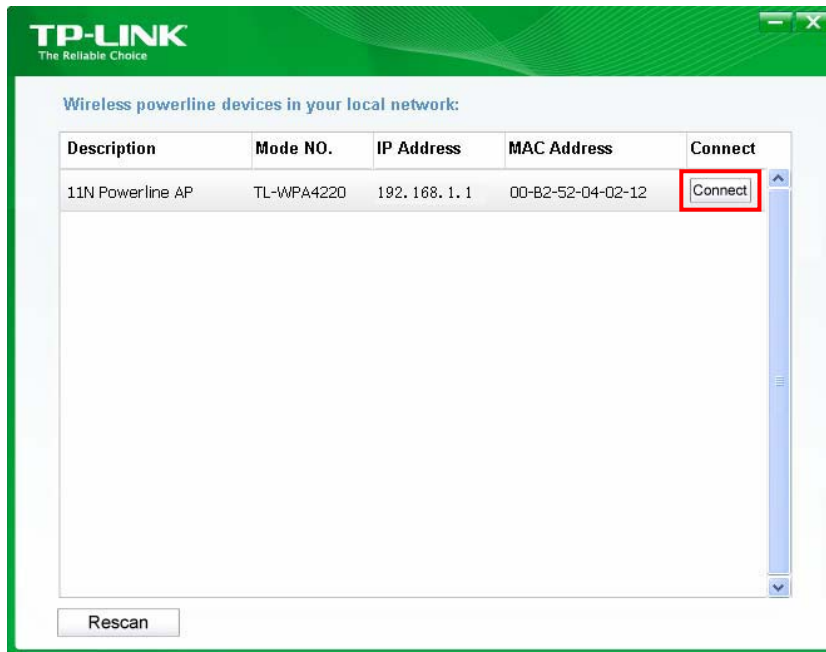 TP-LINK
The Reliable Choice
Wireless powerline devices in your local network:
Description Mode NO. IP Address MAC Address Connect
11N Powerline AP TL-WPA4220 192.168.1.1 00-B2-52-04-02-12 Connect
Rescan